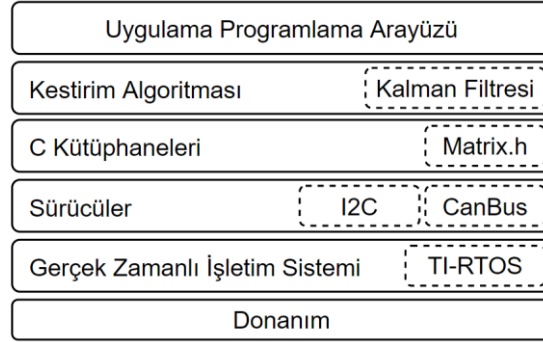 Uygulama Programlama Arayüzü
Kestirim Algoritması Kalman Filtresi
C Kütüphaneleri Matrix.h
Sürücüler I2C CanBus
Gerçek Zamanlı İşletim Sistemi TI-RTOS
Donanım